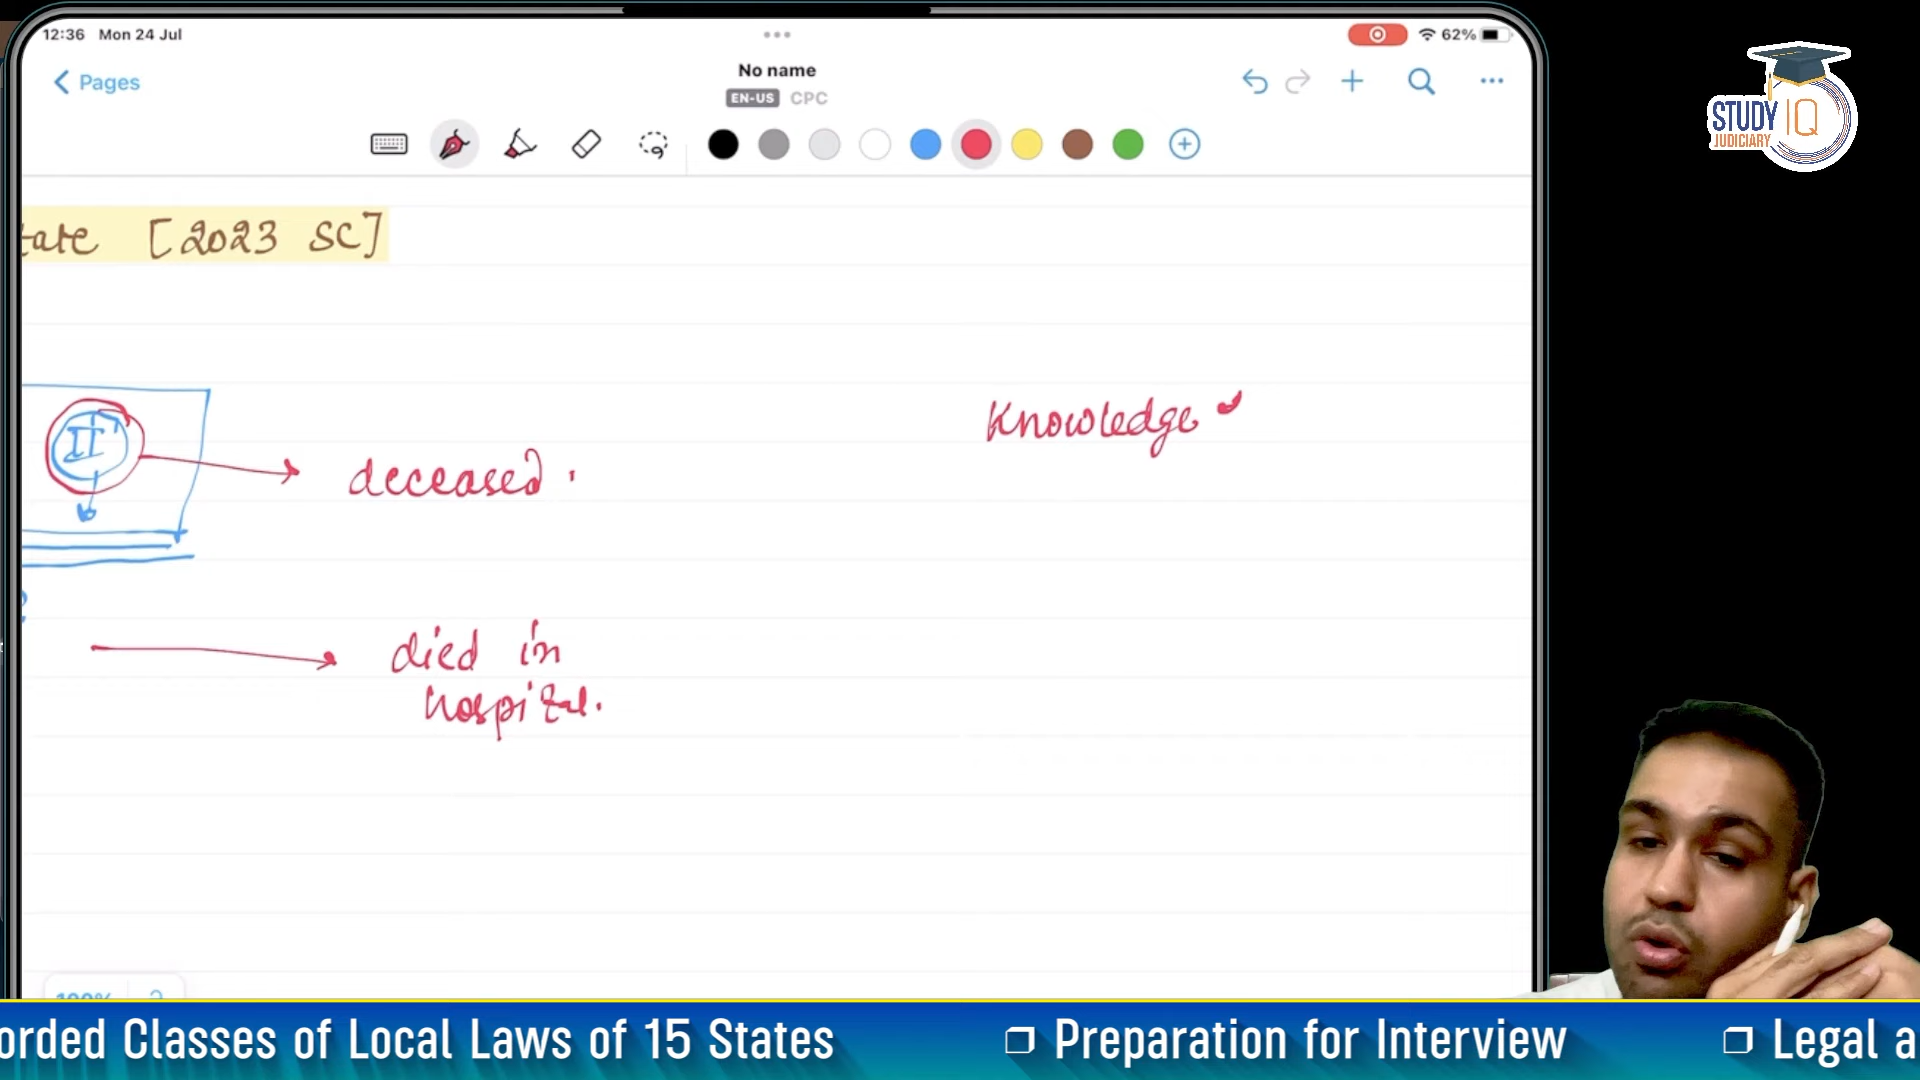 12:36 Mon 24 Jul
62%
Pages
No name
EN-US CPC
STUDY IQ
JUDICIARY
tate [2023 SC]
Knowledge
II
deceased.
died in
hospital.
100%
orded Classes of Local Laws of 15 States
Preparation for Interview
Legal a